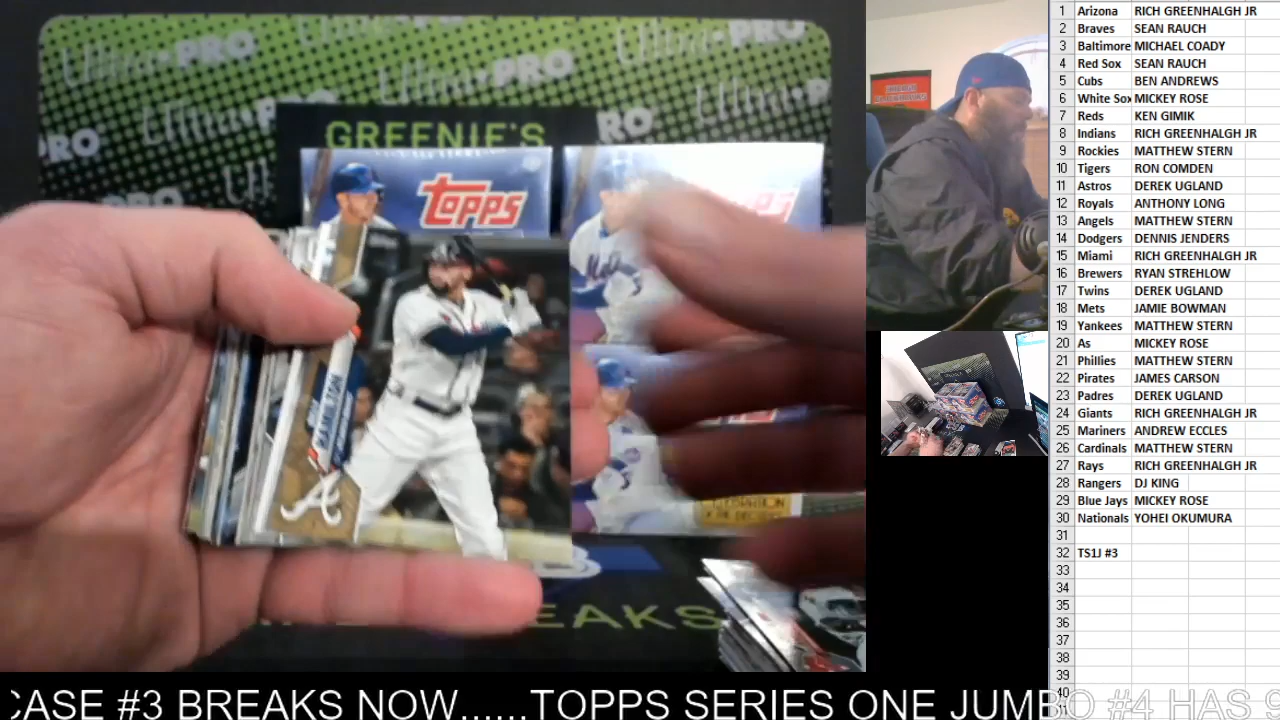 Ultra·PRO
PRO
GREENIE'S
RO
topps
HAMILTON
A
Mets
EAKS
1 Arizona RICH GREENHALGH JR
2 Braves SEAN RAUCH
3 Baltimore MICHAEL COADY
4 Red Sox SEAN RAUCH
5 Cubs BEN ANDREWS
6 White Sox MICKEY ROSE
7 Reds KEN GIMIK
8 Indians RICH GREENHALGH JR
9 Rockies MATTHEW STERN
10 Tigers RON COMDEN
11 Astros DEREK UGLAND
12 Royals ANTHONY LONG
13 Angels MATTHEW STERN
14 Dodgers DENNIS JENDERS
15 Miami RICH GREENHALGH JR
16 Brewers RYAN STREHLOW
17 Twins DEREK UGLAND
18 Mets JAMIE BOWMAN
19 Yankees MATTHEW STERN
20 As MICKEY ROSE
21 Phillies MATTHEW STERN
22 Pirates JAMES CARSON
23 Padres DEREK UGLAND
24 Giants RICH GREENHALGH JR
25 Mariners ANDREW ECCLES
26 Cardinals MATTHEW STERN
27 Rays RICH GREENHALGH JR
28 Rangers DJ KING
29 Blue Jays MICKEY ROSE
30 Nationals YOHEI OKUMURA
31
32 TS1J #3
33
34
35
36
37
38
39
40
CASE #3 BREAKS NOW......TOPPS SERIES ONE JUMBO #4 HAS 9